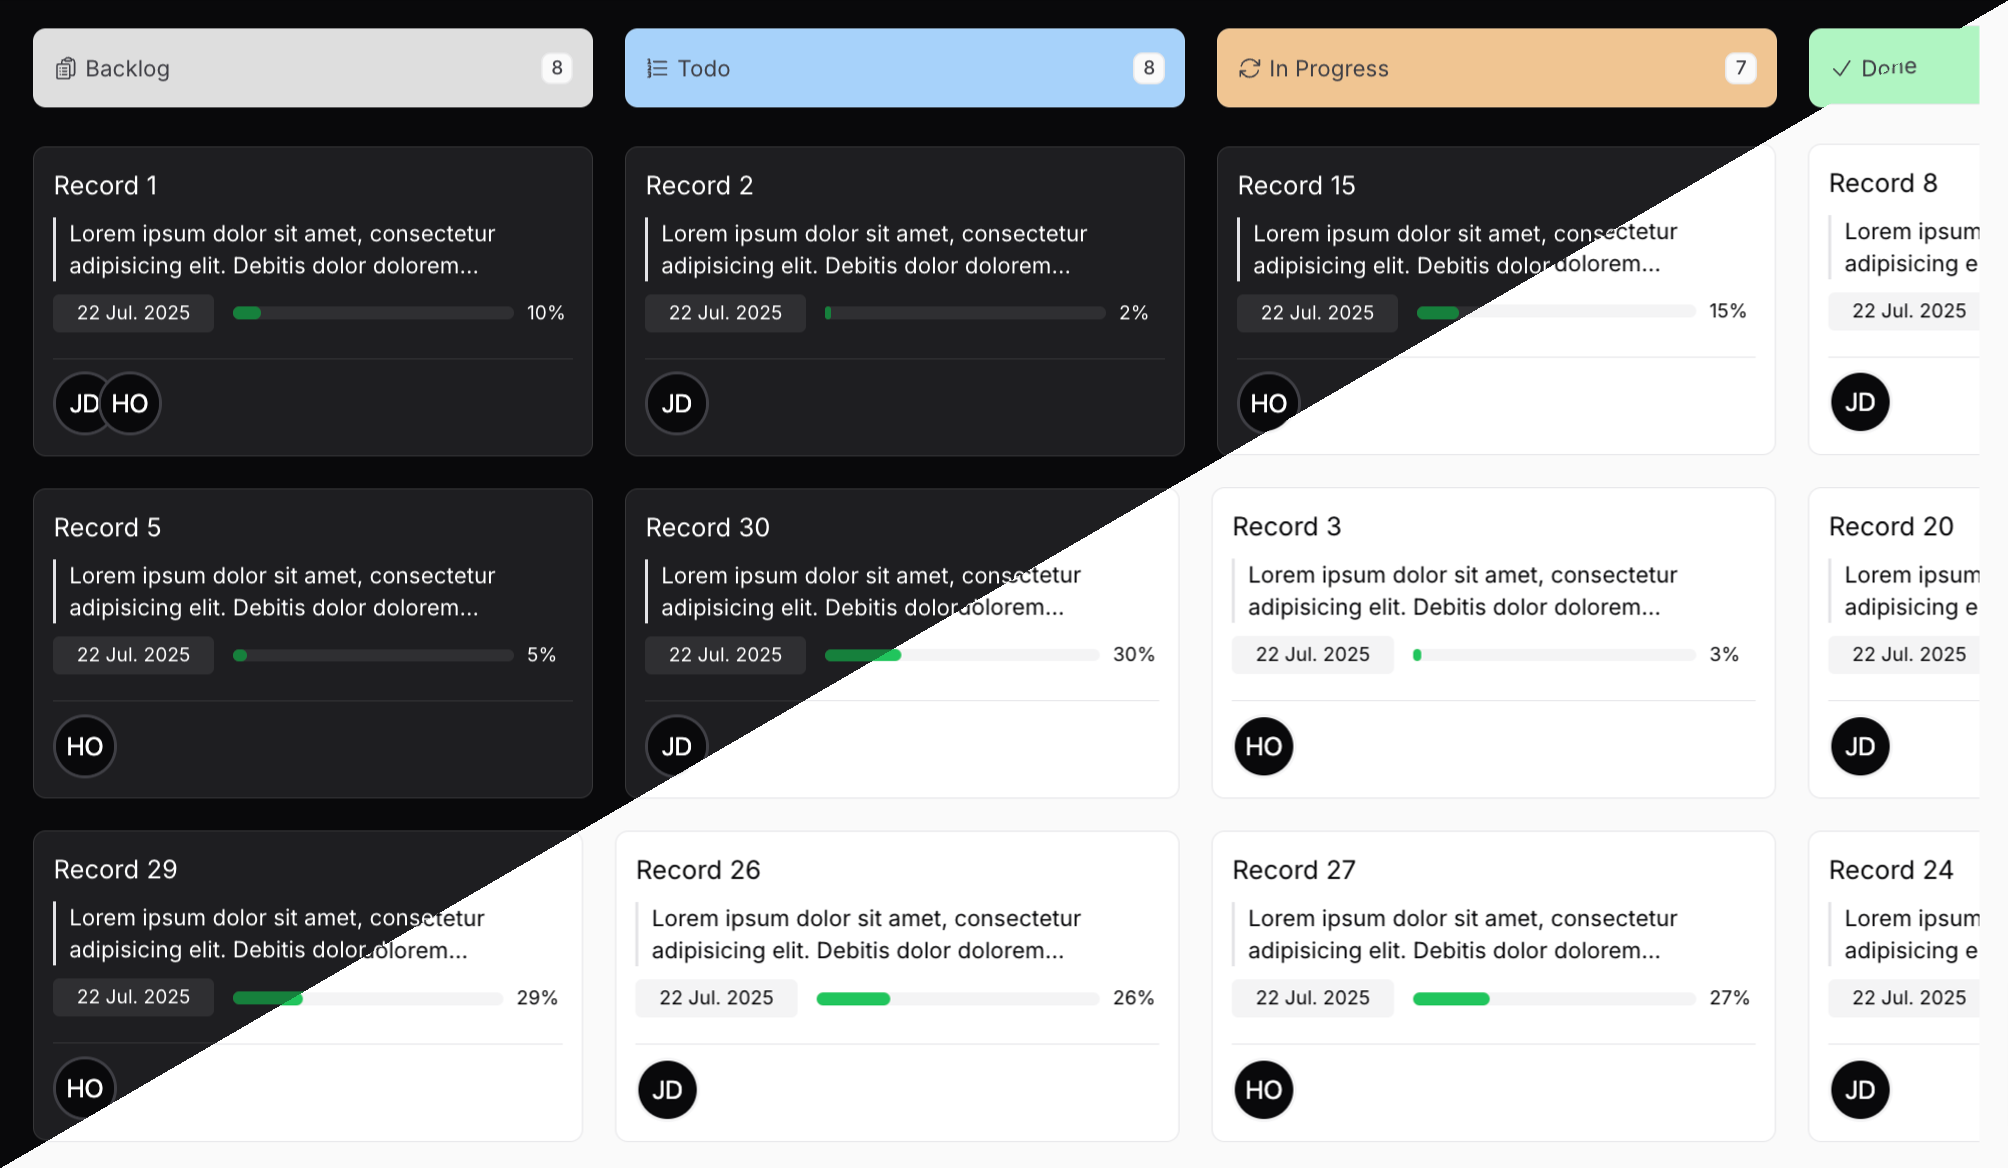 Backlog
8
Todo
8
In Progress
7
Done
Record 1
Lorem ipsum dolor sit amet, consectetur
adipisicing elit. Debitis dolor dolorem...
22 Jul. 2025
10%
JD
HO
Record 2
Lorem ipsum dolor sit amet, consectetur
adipisicing elit. Debitis dolor dolorem...
22 Jul. 2025
2%
JD
Record 15
Lorem ipsum dolor sit amet, consectetur
adipisicing elit. Debitis dolor dolorem...
22 Jul. 2025
15%
HO
Record 8
Lorem ipsum
adipisicing e
22 Jul. 2025
JD
Record 5
Lorem ipsum dolor sit amet, consectetur
adipisicing elit. Debitis dolor dolorem...
22 Jul. 2025
5%
HO
Record 30
Lorem ipsum dolor sit amet, consectetur
adipisicing elit. Debitis dolor dolorem...
22 Jul. 2025
30%
JD
Record 3
Lorem ipsum dolor sit amet, consectetur
adipisicing elit. Debitis dolor dolorem...
22 Jul. 2025
3%
HO
Record 20
Lorem ipsum
adipisicing e
22 Jul. 2025
JD
Record 29
Lorem ipsum dolor sit amet, consectetur
adipisicing elit. Debitis dolor dolorem...
22 Jul. 2025
29%
HO
Record 26
Lorem ipsum dolor sit amet, consectetur
adipisicing elit. Debitis dolor dolorem...
22 Jul. 2025
26%
JD
Record 27
Lorem ipsum dolor sit amet, consectetur
adipisicing elit. Debitis dolor dolorem...
22 Jul. 2025
27%
HO
Record 24
Lorem ipsum
adipisicing e
22 Jul. 2025
JD